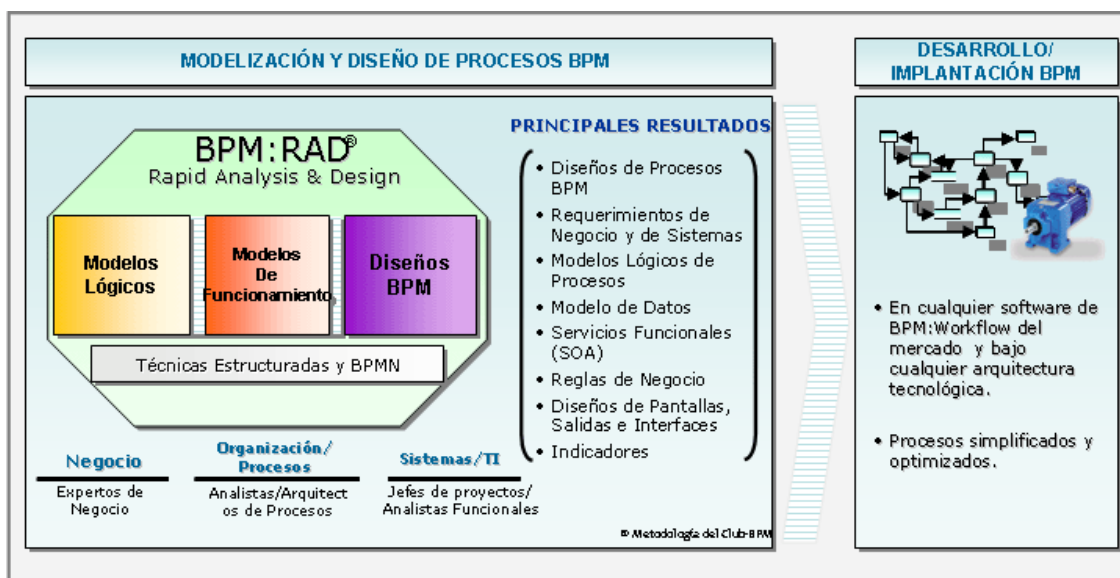 MODELIZACIÓN Y DISEÑO DE PROCESOS BPM
BPM:RAD®
Rapid Analysis & Design
Modelos
Lógicos
Modelos
De
Funcionamiento
Diseños
BPM
Técnicas Estructuradas y BPMN
Negocio
Expertos de
Negocio
Organización/
Procesos
Analistas/Arquitect
os de Procesos
Sistemas/TI
Jefes de proyectos/
Analistas Funcionales
PRINCIPALES RESULTADOS
• Diseños de Procesos
BPM
• Requerimientos de
Negocio y de Sistemas
• Modelos Lógicos de
Procesos
• Modelo de Datos
• Servicios Funcionales
(SOA)
• Reglas de Negocio
• Diseños de Pantallas,
Salidas e Interfaces
• Indicadores
© Metodología del Club-BPM
DESARROLLO/
IMPLANTACIÓN BPM
• En cualquier software de
BPM:Workflow del
mercado y bajo
cualquier arquitectura
tecnológica.
• Procesos simplificados y
optimizados.